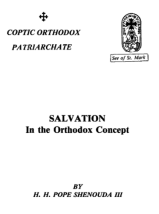 COPTIC ORTHODOX
PATRIARCHATE
See of St. Mark
SALVATION
In the Orthodox Concept
BY
H. H. POPE SHENOUDA III